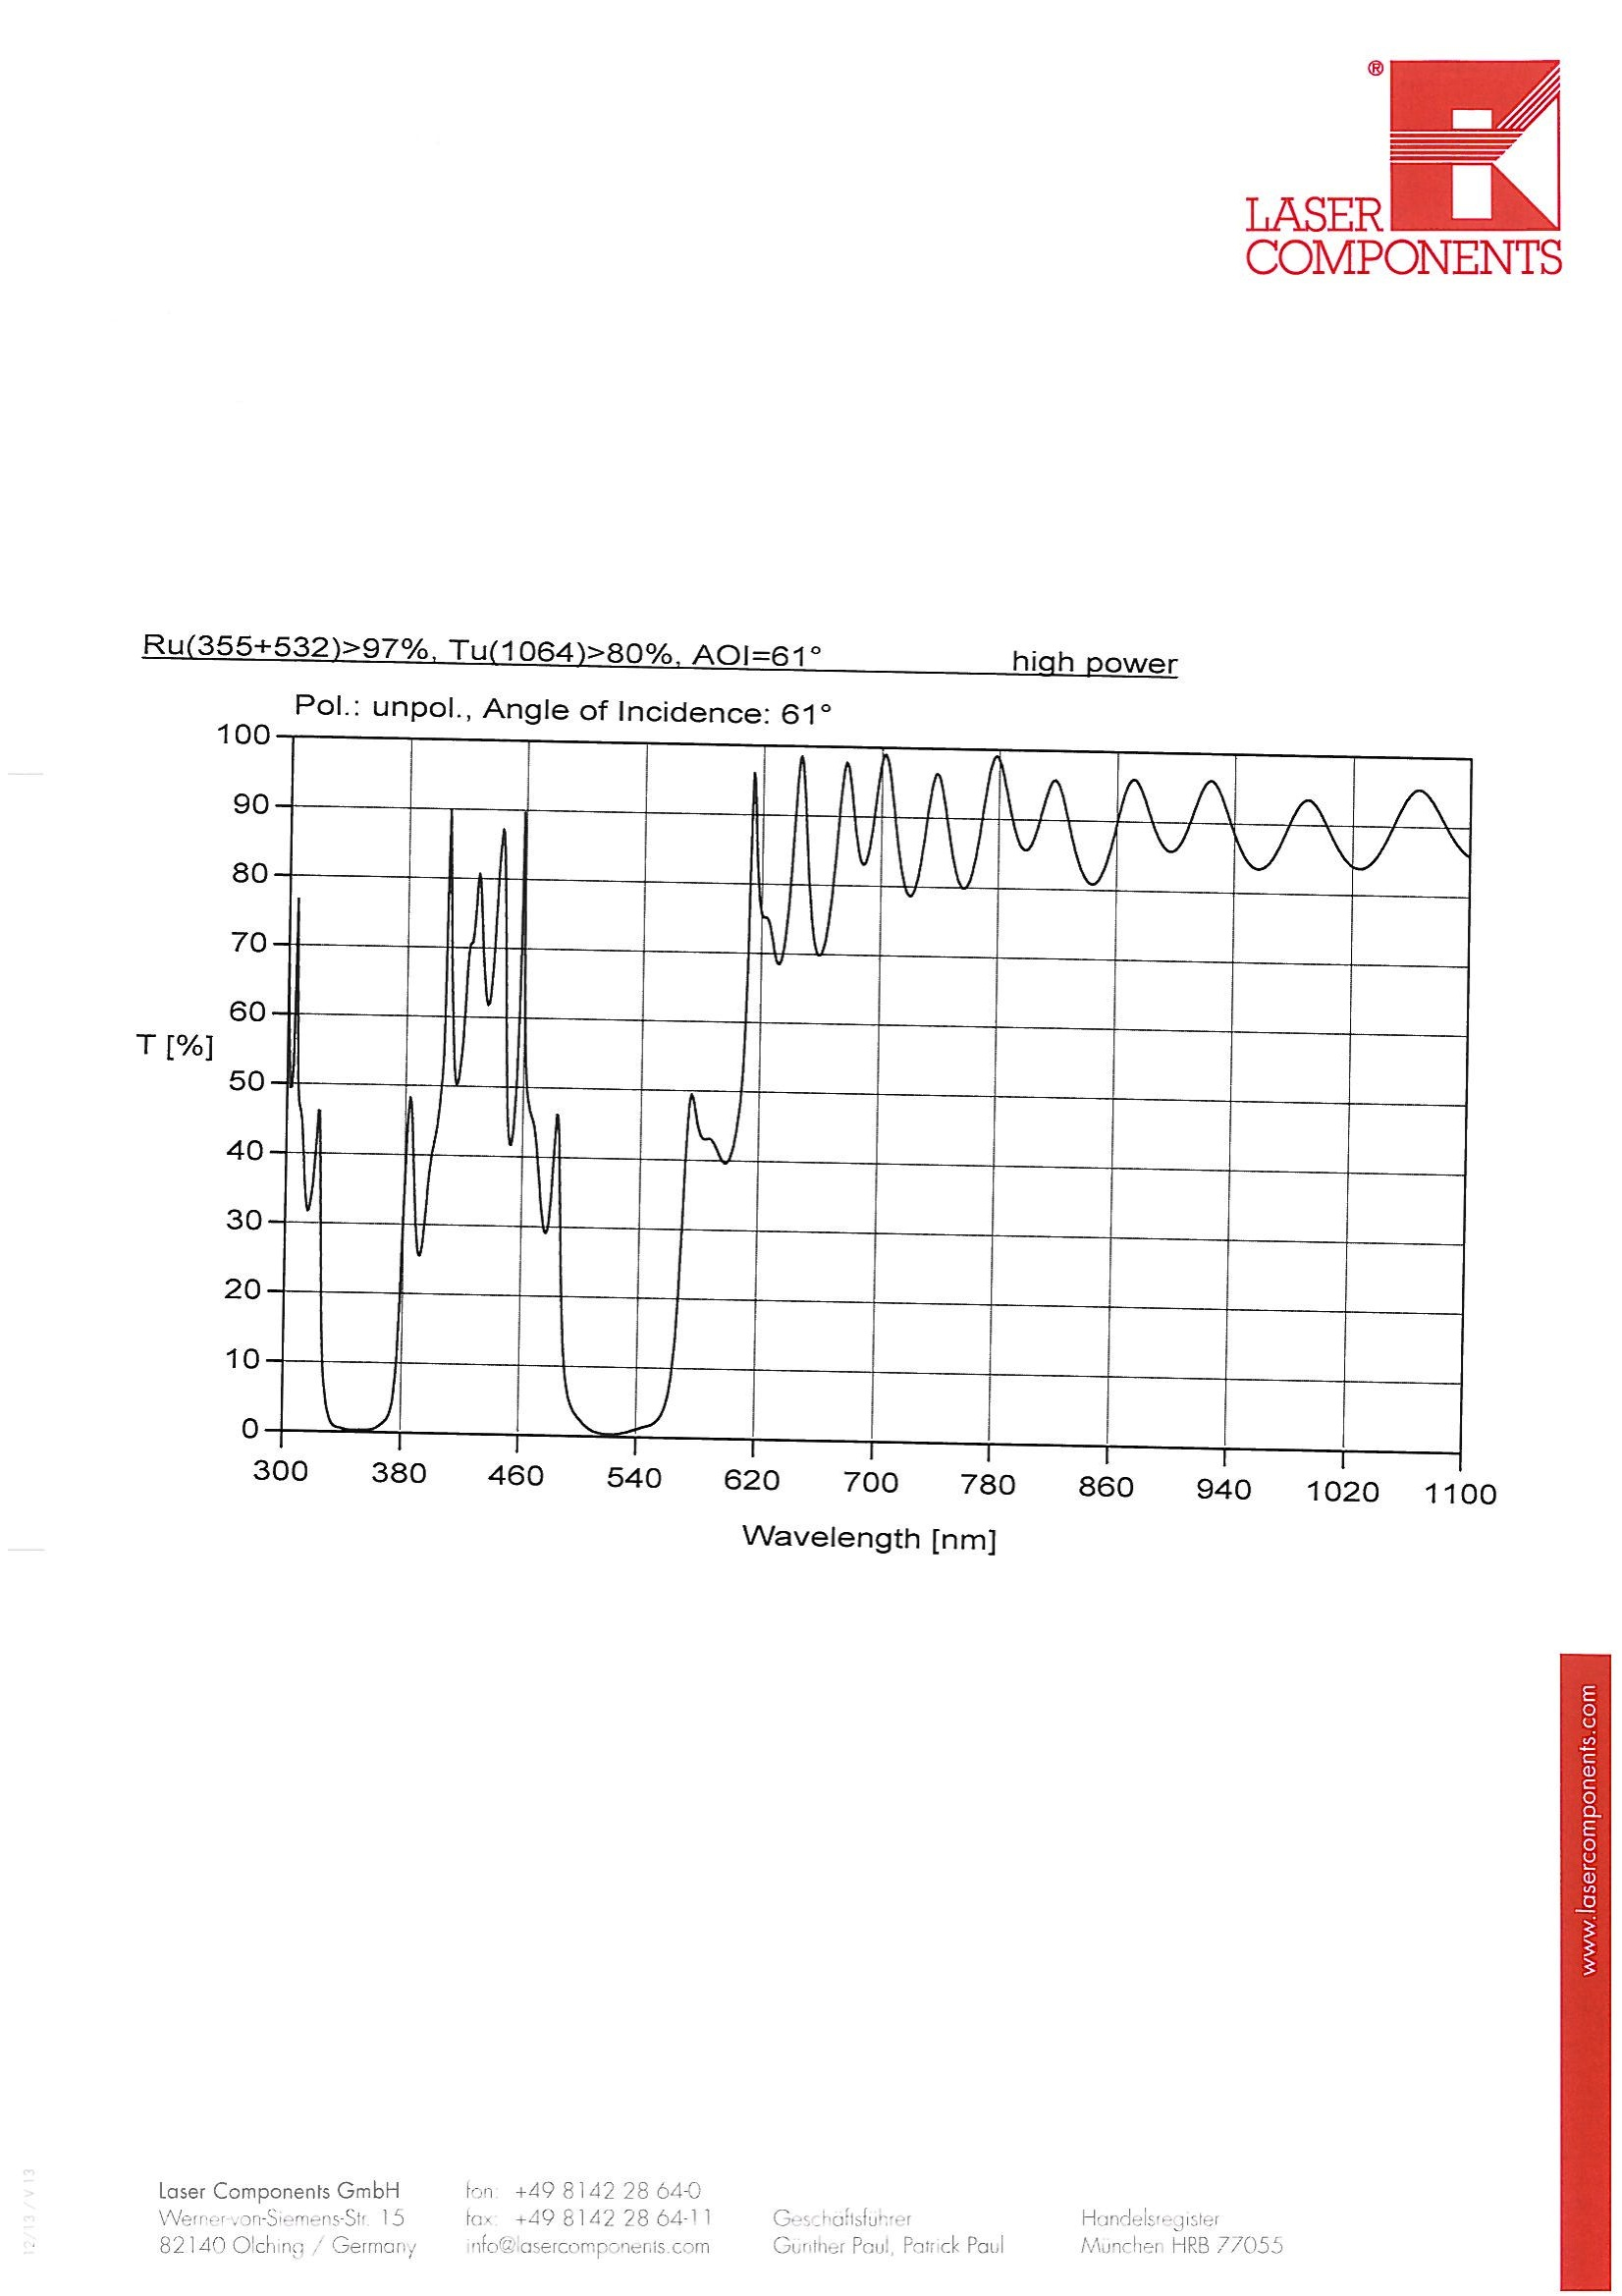 ®
LASER
COMPONENTS
Ru(355+532)>97%, Tu(1064)>80%, AOI=61° high power
Pol.: unpol., Angle of Incidence: 61°
100
90
80
70
60
T [%]
50
40
30
20
10
0
300 380 460 540 620 700 780 860 940 1020 1100
Wavelength [nm]
www.lasercomponents.com
12/13 / V13
Laser Components GmbH fon: +49 8142 28 64-0
Werner-von-Siemens-Str. 15 fax: +49 8142 28 64-11 Geschäftsführer Handelsregister
82140 Olching / Germany info@lasercomponents.com Günther Paul, Patrick Paul München HRB 77055